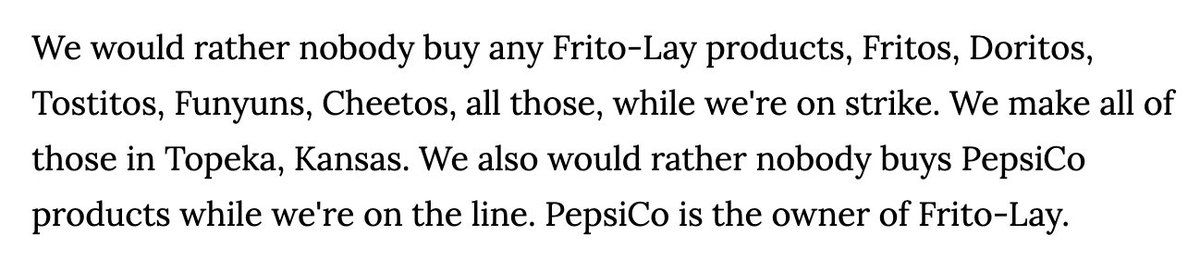 We would rather nobody buy any Frito-Lay products, Fritos, Doritos,
Tostitos, Funyuns, Cheetos, all those, while we're on strike. We make all of
those in Topeka, Kansas. We also would rather nobody buys PepsiCo
products while we're on the line. PepsiCo is the owner of Frito-Lay.